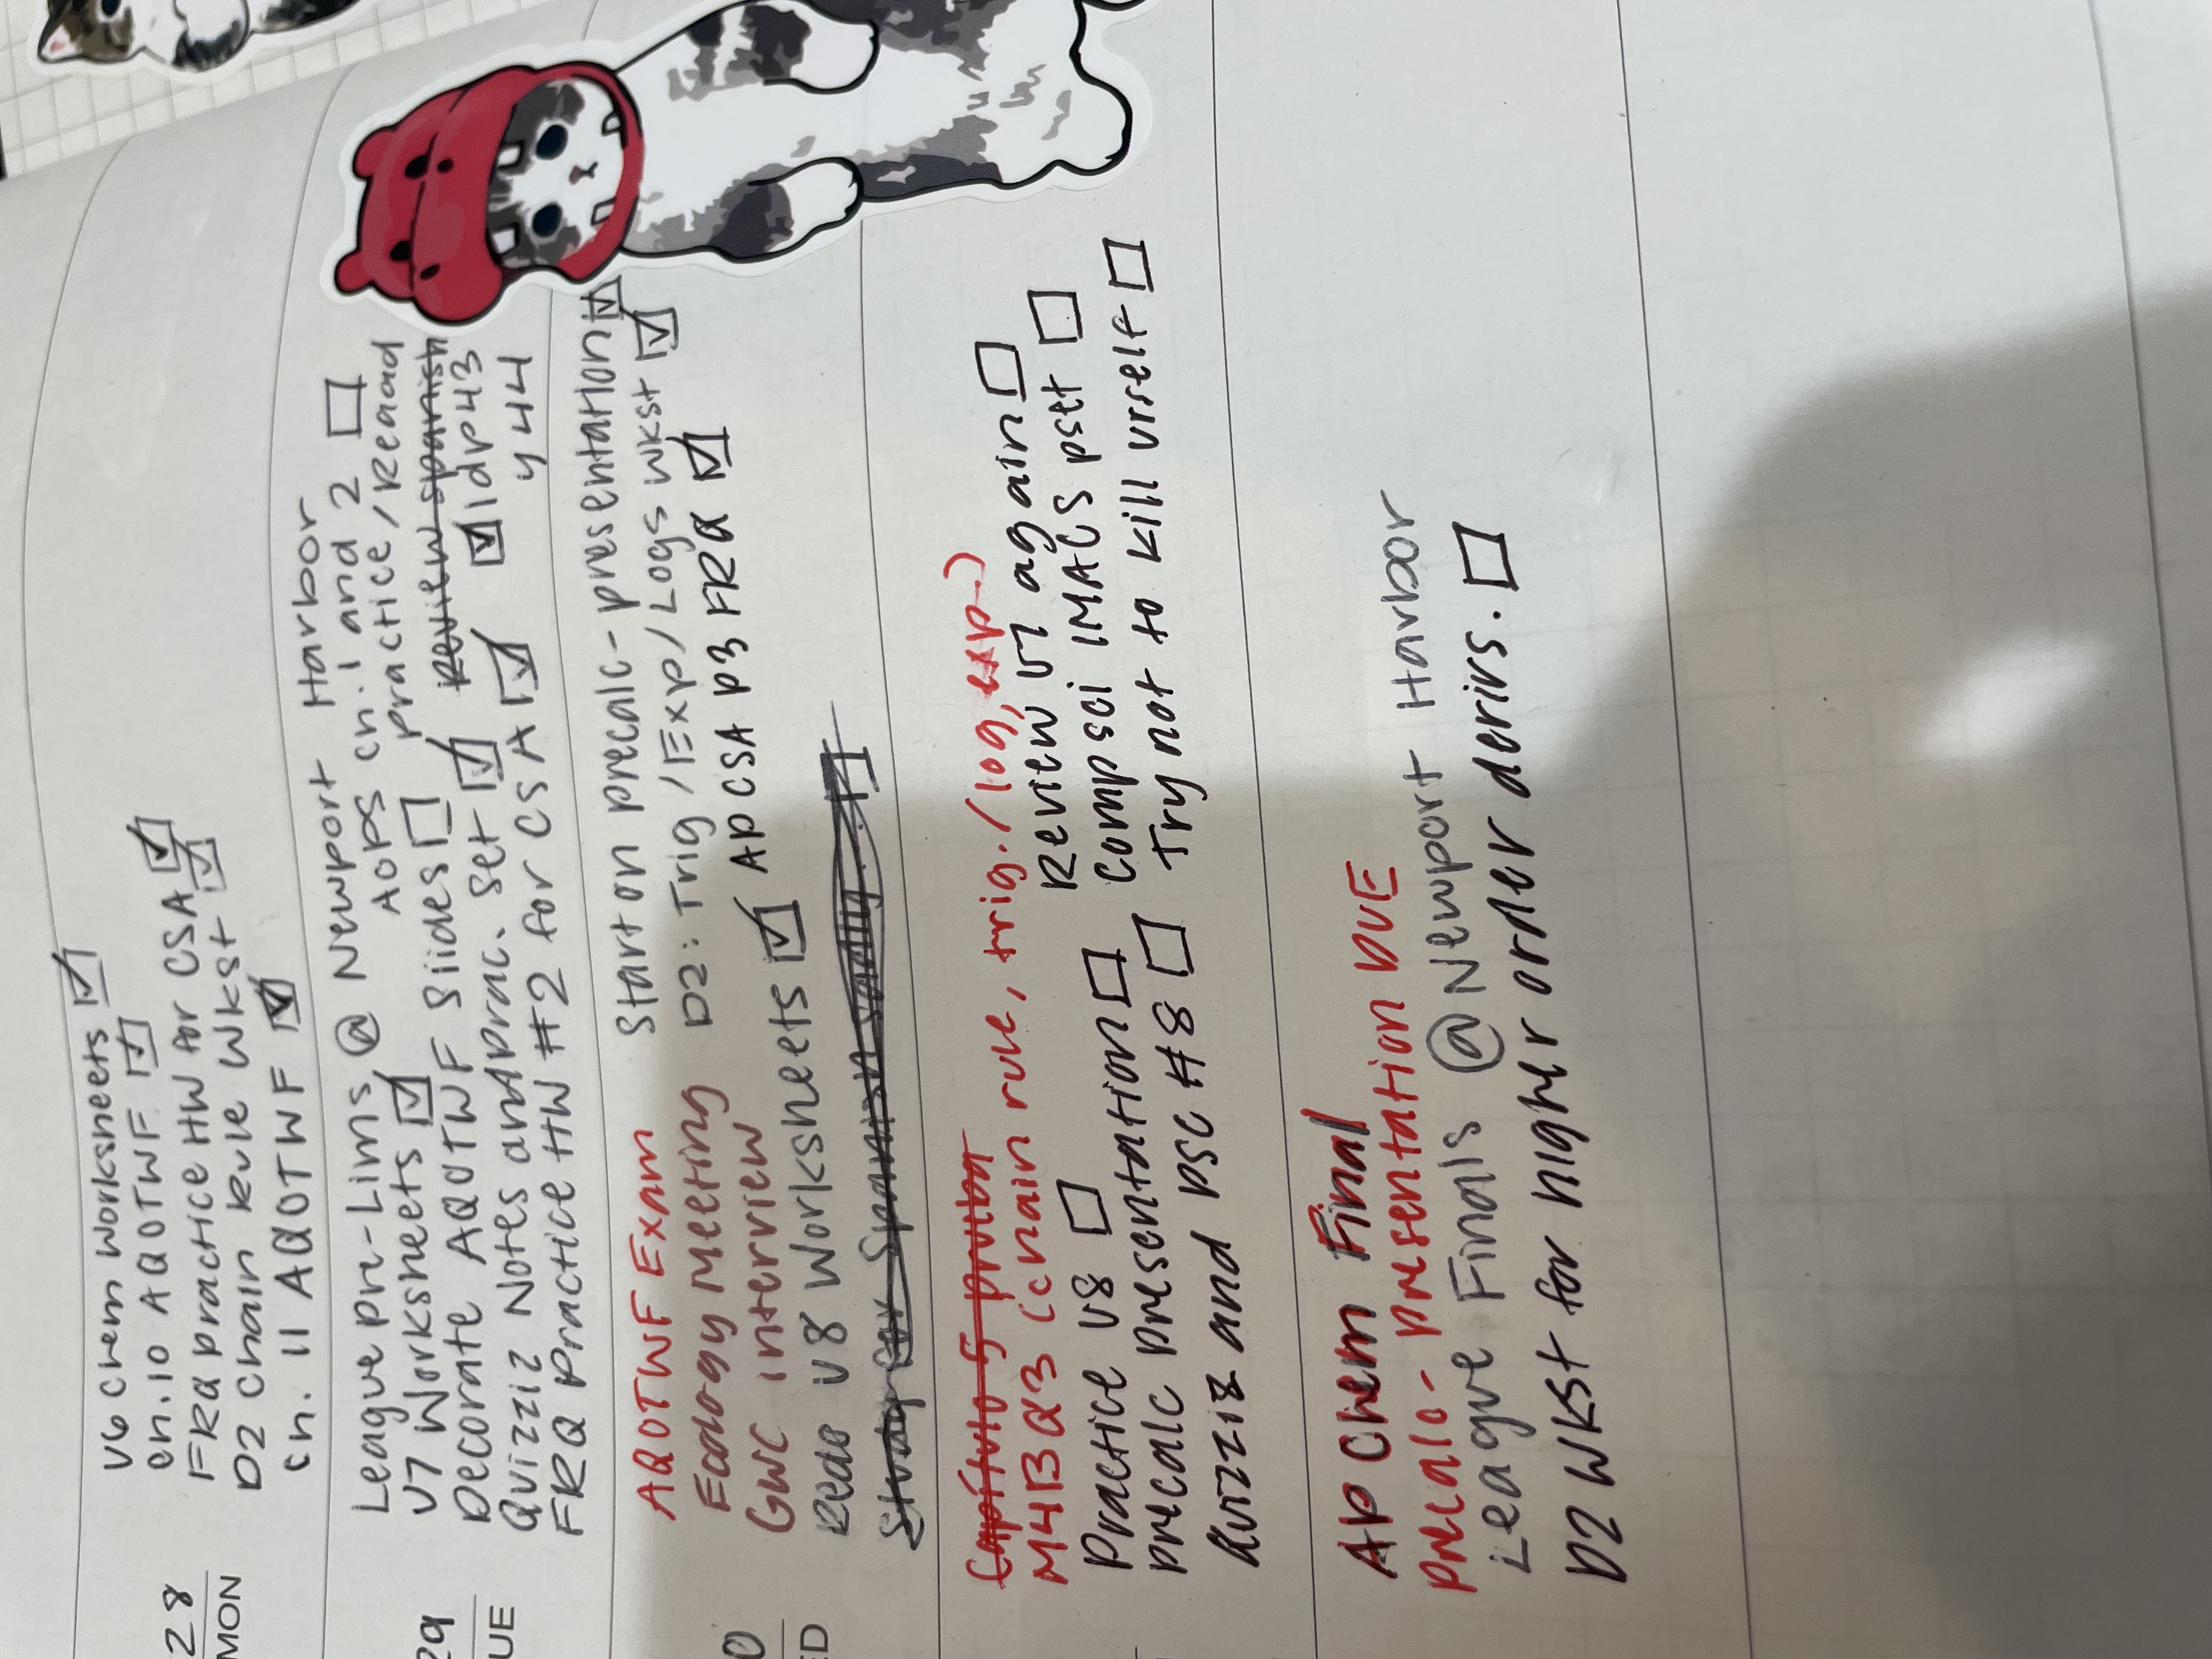 28
MON
U6 Chem Worksheets
Ch. 10 AQOTWF
FRQ practice HW for CSA
D2 Chain Rule Wkst
Ch. 11 AQOTWF
29
UE
League Pre-Lims @ Newport Harbor
U7 Worksheets
AOPS Ch. 1 and 2
Decorate AQOTWF Slides
practice/Reaad
Quizziz Notes and Prac. Set
Review spanish
1dp43
y 44
FRQ Practice HW #2 for CSA
0
ED
AQOTWF Exam
Start on precalc-presentation
Ecology Meeting
D2: Trig/Exp/Logs wkst
GWC interview
AP CSA P3 FRQ
Redo U8 Worksheets
Study for Spanish sadly...
Capítulo 5 prueba
M4BQ3 (chain rule, trig./log, exp.)
Practice U8
Review U7 again
Precalc Presentation
Compsci IMACS pset
Quizziz and PSC #8
Try not to kill urself
AP Chem Final
Precalc- Presentation DUE
League Finals @Newport Harbor
D2 Wkst for higher order derivs.